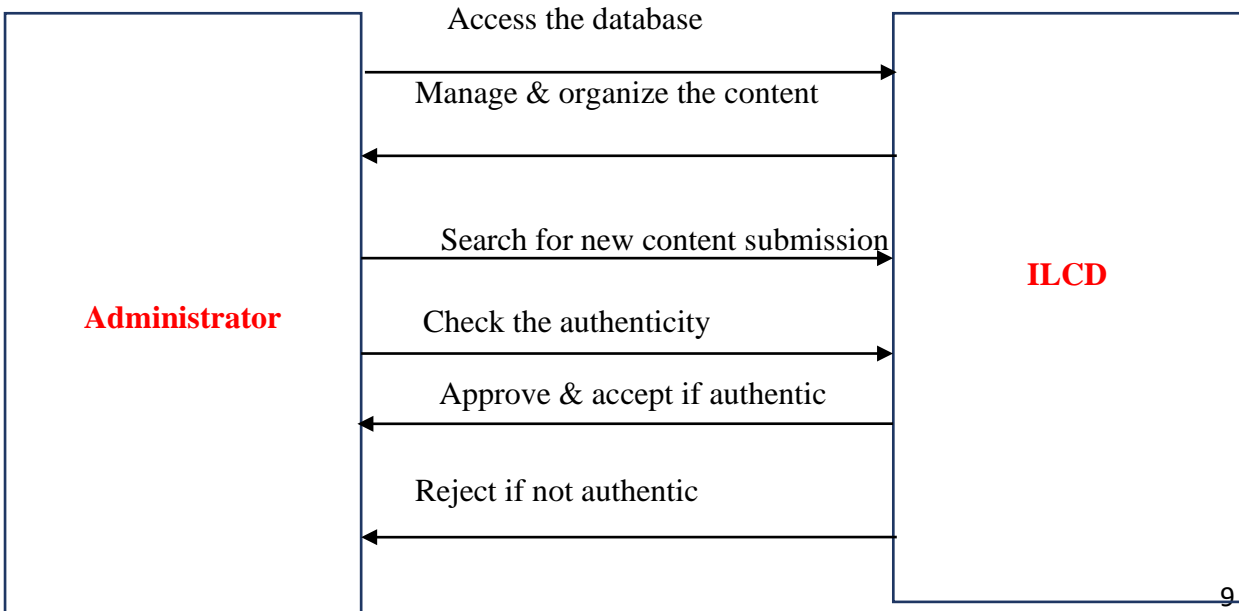 Access the database
Manage & organize the content
Search for new content submission
ILCD
Administrator
Check the authenticity
Approve & accept if authentic
Reject if not authentic
9